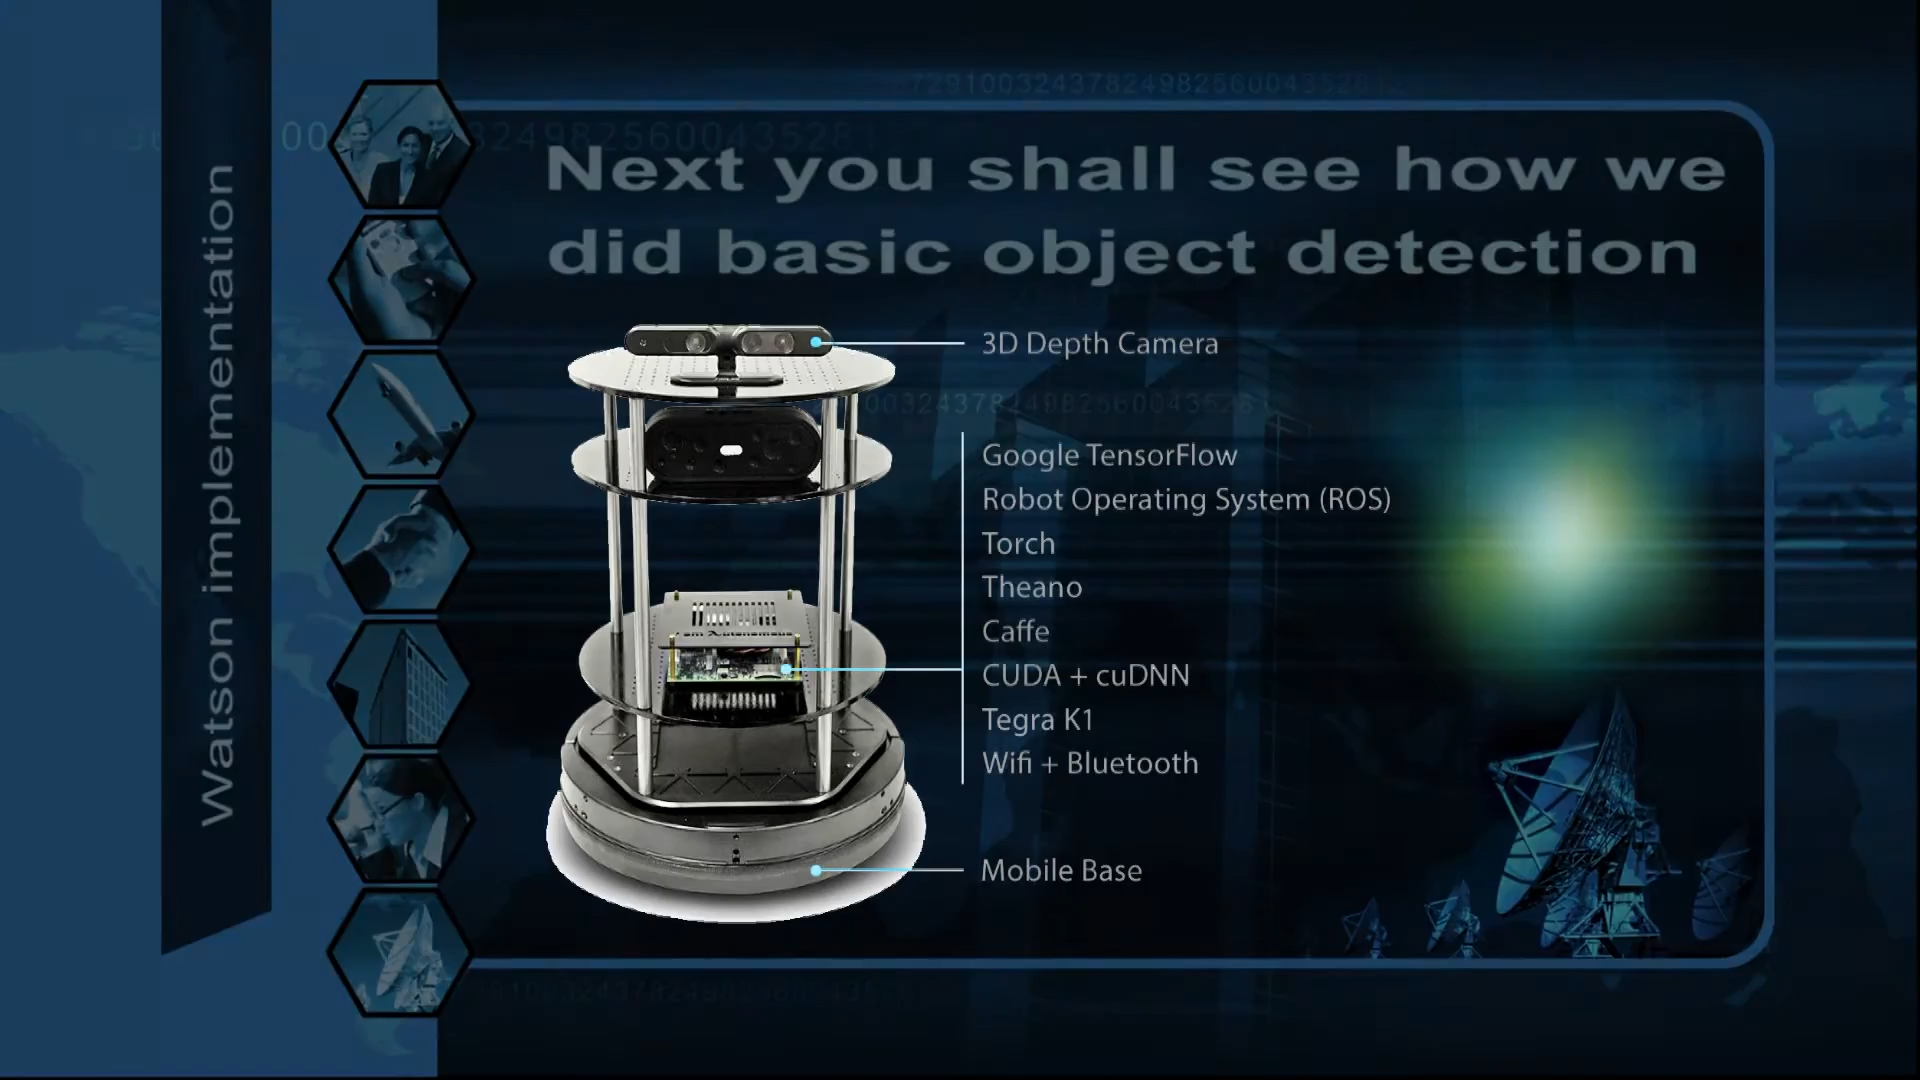 Watson implementation
Next you shall see how we
did basic object detection
3D Depth Camera
Google TensorFlow
Robot Operating System (ROS)
Torch
Theano
Caffe
CUDA + cuDNN
Tegra K1
Wifi + Bluetooth
Mobile Base